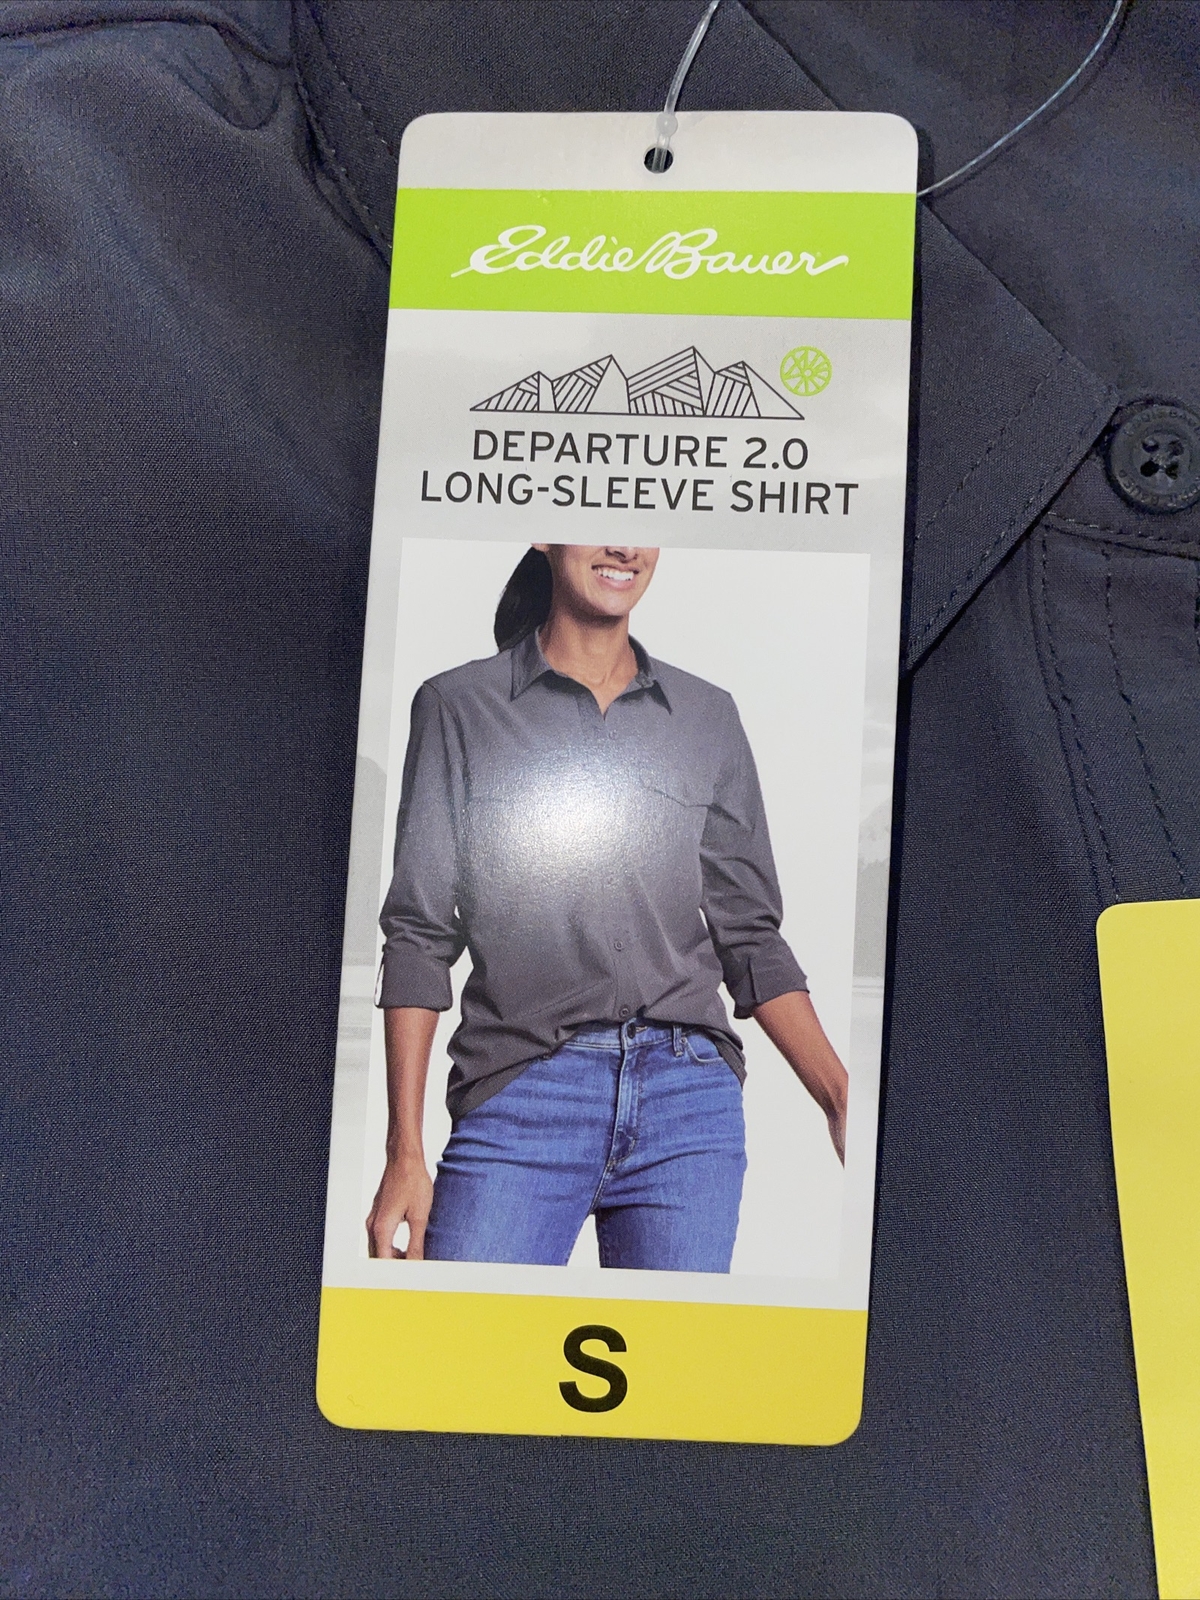 Eddie Bauer
DEPARTURE 2.0
LONG-SLEEVE SHIRT
S